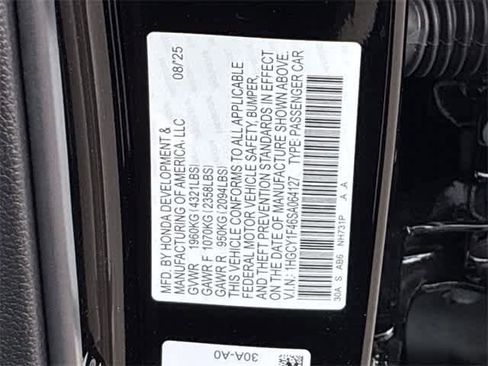 MFD. BY HONDA DEVELOPMENT & 08/25
MANUFACTURING OF AMERICA, LLC
GVWR 1960KG(4321LBS)
GAWR F 1070KG(2358LBS)
GAWR R 950KG(2094LBS)
THIS VEHICLE CONFORMS TO ALL APPLICABLE
FEDERAL MOTOR VEHICLE SAFETY, BUMPER,
AND THEFT PREVENTION STANDARDS IN EFFECT
ON THE DATE OF MANUFACTURE SHOWN ABOVE.
V.I.N.: 1HGCY1F46SA064127 TYPE: PASSENGER CAR
30A S AB6 NH731P A A
30A-A0